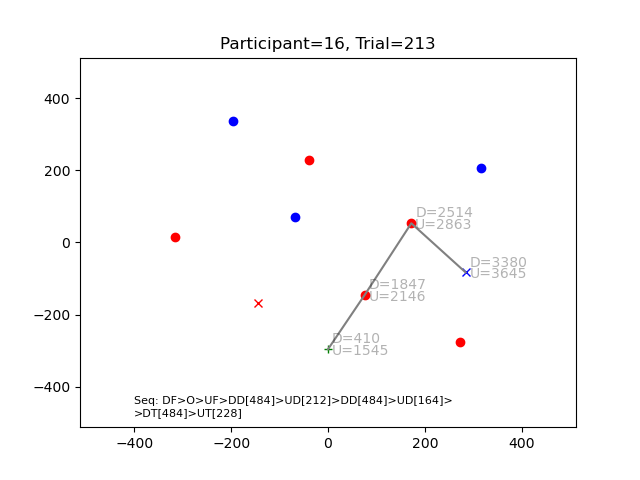 Participant=16, Trial=213
400
200
0
−200
−400
D=2514
U=2863
D=3380
U=3645
D=1847
U=2146
D=410
U=1545
Seq: DF>O>UF>DD[484]>UD[212]>DD[484]>UD[164]>
>DT[484]>UT[228]
−400
−200
0
200
400